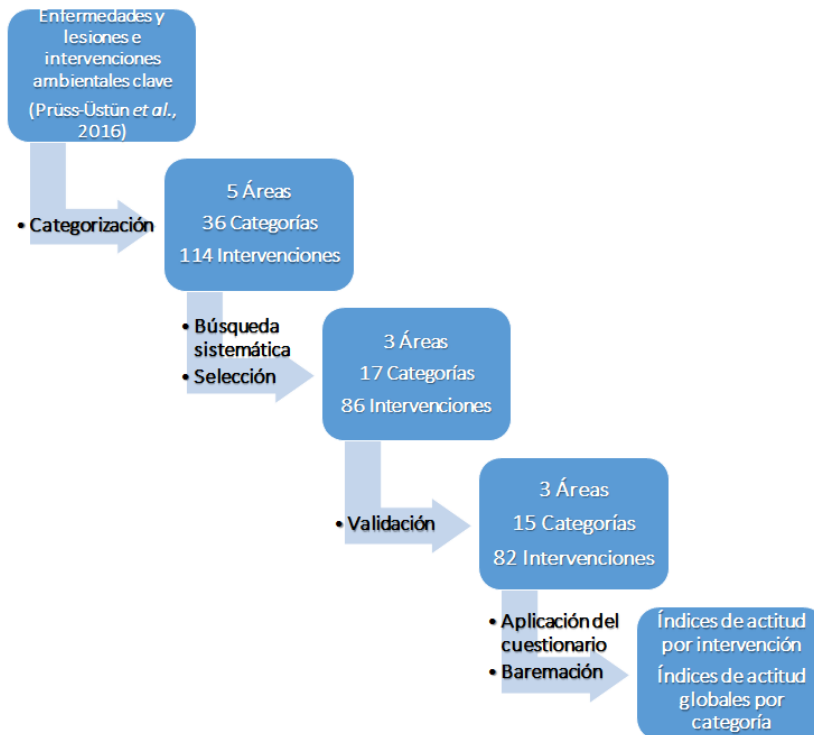 Enfermedades y
lesiones e
intervenciones
ambientales clave
(Prüss-Üstün et al.,
2016)
• Categorización
5 Áreas
36 Categorías
114 Intervenciones
• Búsqueda
sistemática
• Selección
3 Áreas
17 Categorías
86 Intervenciones
• Validación
3 Áreas
15 Categorías
82 Intervenciones
• Aplicación del
cuestionario
• Baremación
Índices de actitud
por intervención
Índices de actitud
globales por
categoría